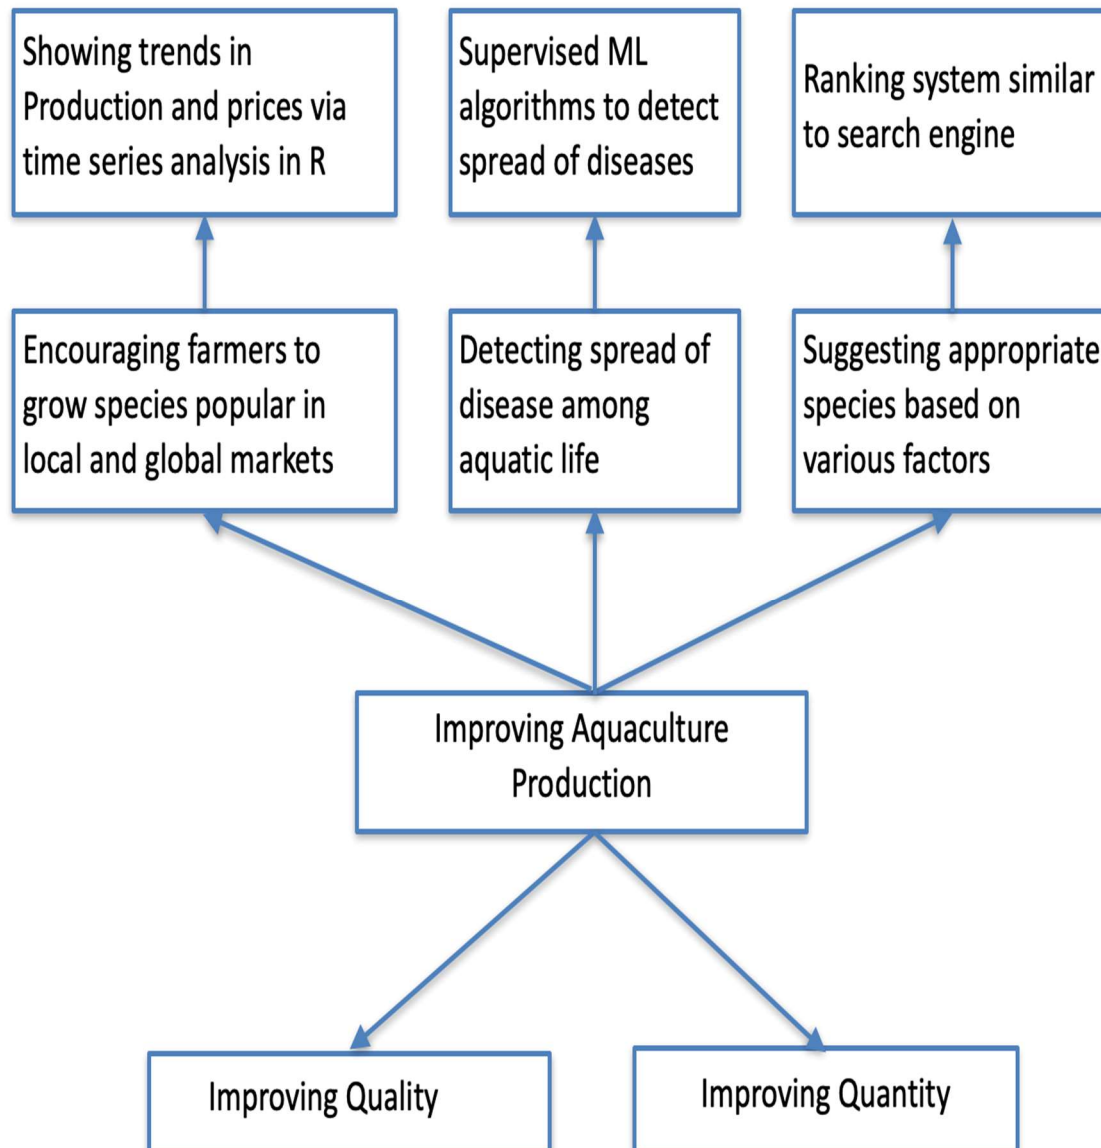 Showing trends in
Production and prices via
time series analysis in R
Supervised ML
algorithms to detect
spread of diseases
Ranking system similar
to search engine
Encouraging farmers to
grow species popular in
local and global markets
Detecting spread of
disease among
aquatic life
Suggesting appropriate
species based on
various factors
Improving Aquaculture
Production
Improving Quality
Improving Quantity